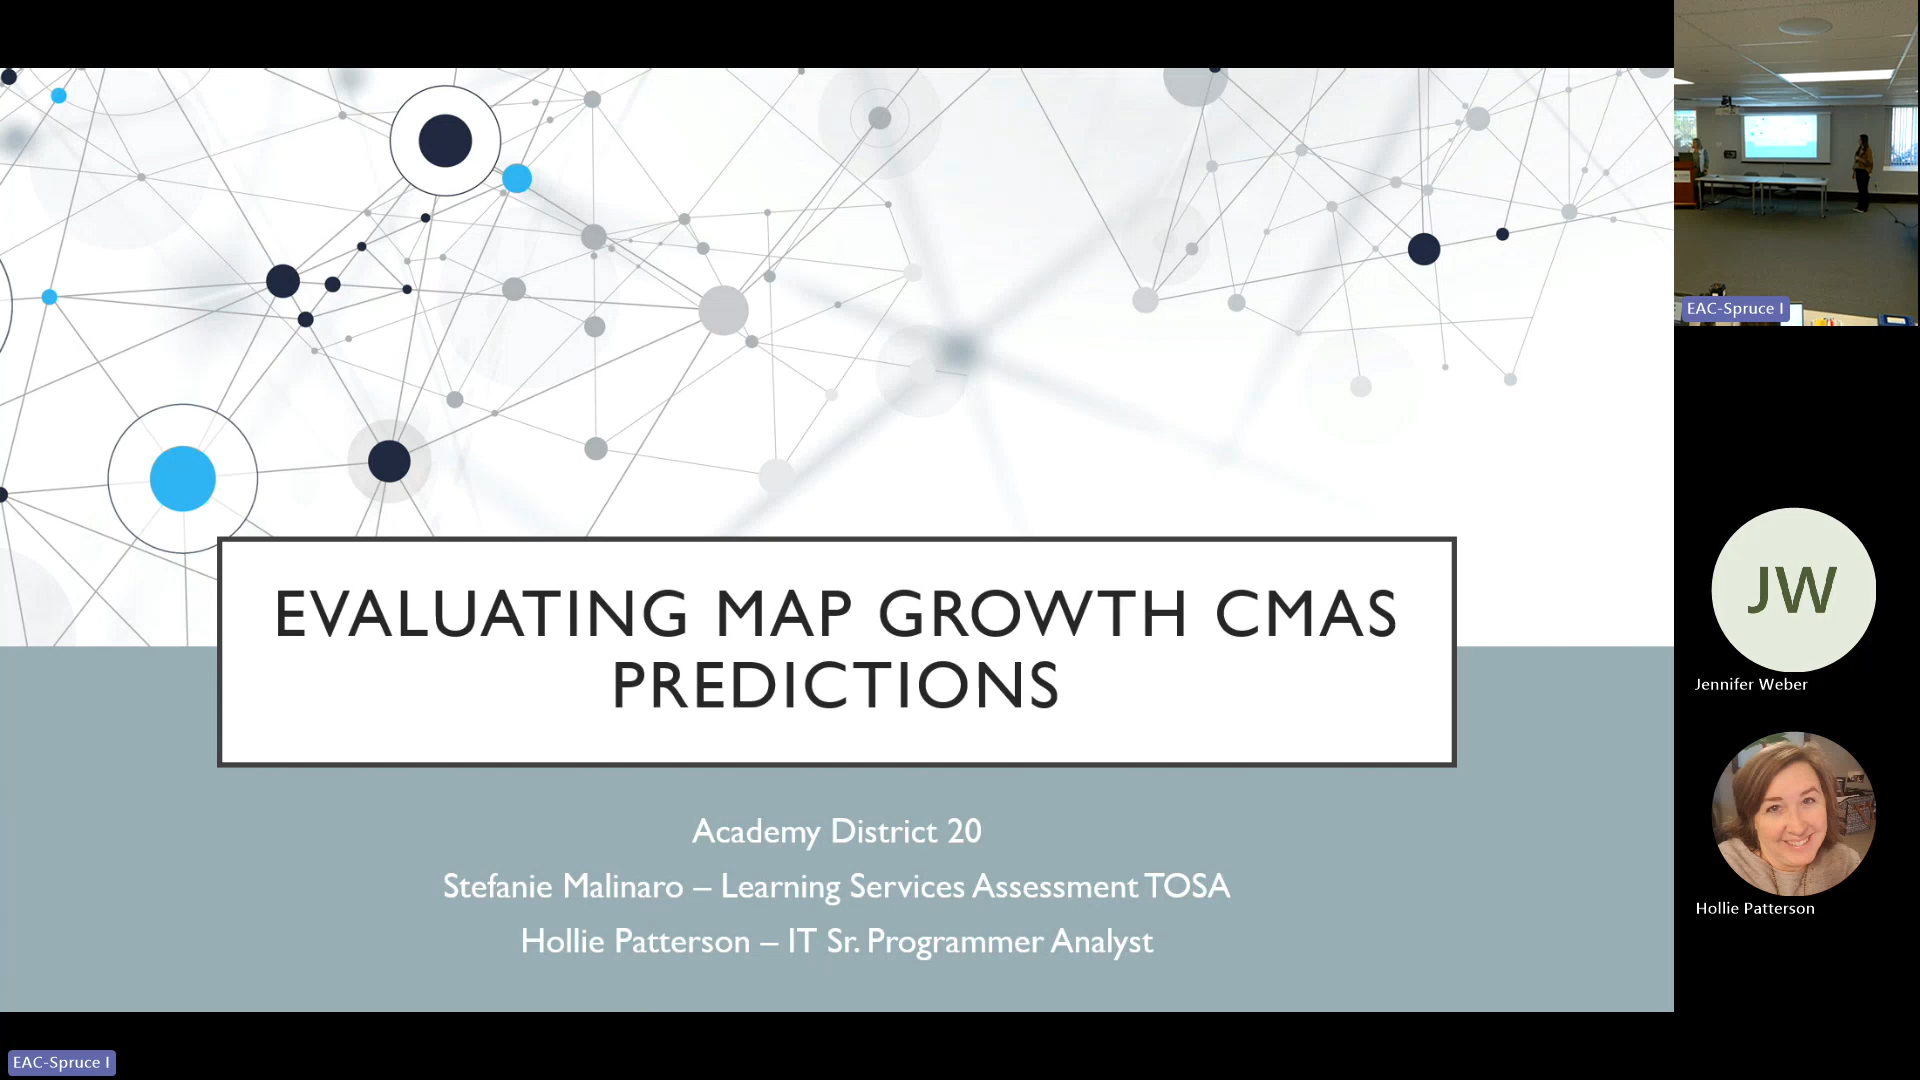 EVALUATING MAP GROWTH CMAS
PREDICTIONS
Academy District 20
Stefanie Malinaro – Learning Services Assessment TOSA
Hollie Patterson – IT Sr. Programmer Analyst
EAC-Spruce I
EAC-Spruce I
JW
Jennifer Weber
Hollie Patterson